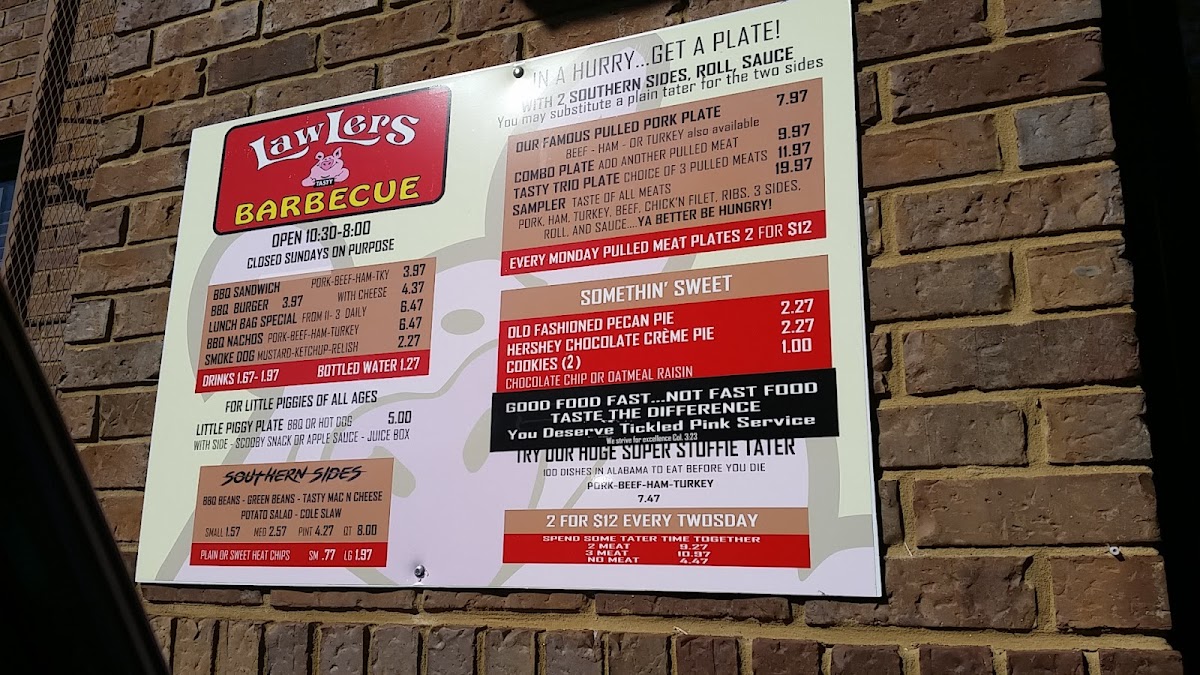 LawLers
TASTY
BARBECUE
OPEN 10:30-8:00
CLOSED SUNDAYS ON PURPOSE
BBQ SANDWICH PORK-BEEF-HAM-TKY 3.97
BBQ BURGER 3.97 WITH CHEESE 4.37
LUNCH BAG SPECIAL FROM 11- 3 DAILY 6.47
BBQ NACHOS PORK-BEEF-HAM-TURKEY 6.47
SMOKE DOG MUSTARD-KETCHUP-RELISH 2.27
DRINKS 1.67- 1.97 BOTTLED WATER 1.27
FOR LITTLE PIGGIES OF ALL AGES
LITTLE PIGGY PLATE BBQ OR HOT DOG 5.00
WITH SIDE - SCOOBY SNACK OR APPLE SAUCE - JUICE BOX
SOUTHERN SIDES
BBQ BEANS - GREEN BEANS - TASTY MAC N CHEESE
POTATO SALAD - COLE SLAW
SMALL 1.57 MED 2.57 PINT 4.27 QT 8.00
PLAIN OR SWEET HEAT CHIPS SM .77 LG 1.97
IN A HURRY...GET A PLATE!
WITH 2 SOUTHERN SIDES, ROLL, SAUCE
You may substitute a plain tater for the two sides
OUR FAMOUS PULLED PORK PLATE 7.97
BEEF - HAM - OR TURKEY also available
COMBO PLATE ADD ANOTHER PULLED MEAT 9.97
TASTY TRIO PLATE CHOICE OF 3 PULLED MEATS 11.97
SAMPLER TASTE OF ALL MEATS 19.97
PORK, HAM, TURKEY, BEEF, CHICK'N FILET, RIBS, 3 SIDES,
ROLL, AND SAUCE....YA BETTER BE HUNGRY!
EVERY MONDAY PULLED MEAT PLATES 2 FOR $12
SOMETHIN' SWEET
OLD FASHIONED PECAN PIE 2.27
HERSHEY CHOCOLATE CRÈME PIE 2.27
COOKIES (2) 1.00
CHOCOLATE CHIP OR OATMEAL RAISIN
GOOD FOOD FAST...NOT FAST FOOD
TASTE THE DIFFERENCE
You Deserve Tickled Pink Service
We strive for excellence Col. 3:23
TRY OUR HUGE SUPER STUFFIE TATER
100 DISHES IN ALABAMA TO EAT BEFORE YOU DIE
PORK-BEEF-HAM-TURKEY
7.47
2 FOR $12 EVERY TWOSDAY
SPEND SOME TATER TIME TOGETHER
2 MEAT 9.27
3 MEAT 10.97
NO MEAT 4.47